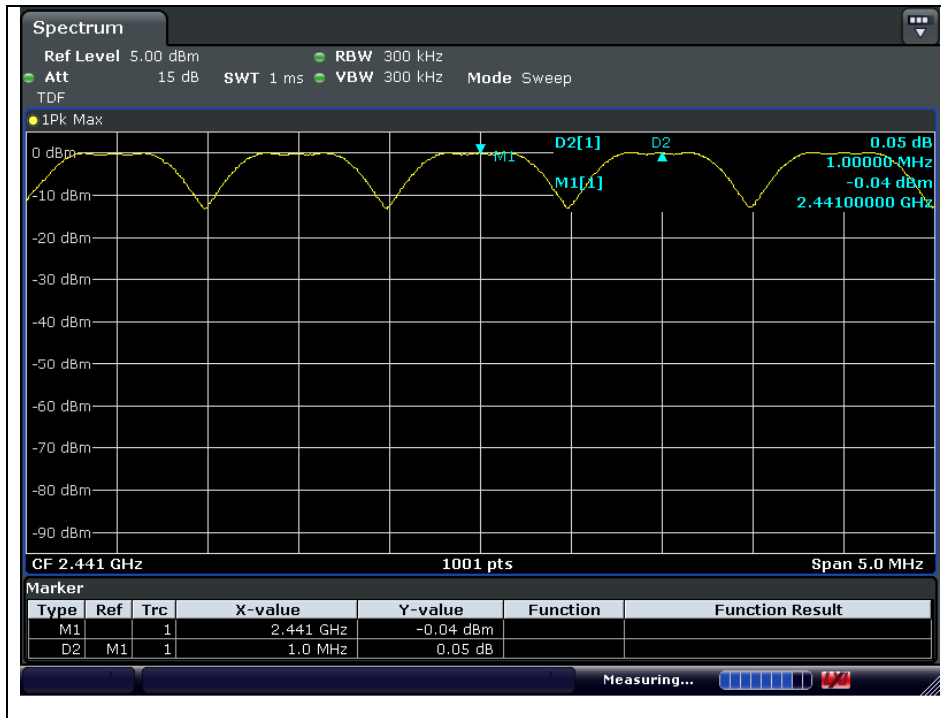 Spectrum
Ref Level 5.00 dBm RBW 300 kHz
Att 15 dB SWT 1 ms VBW 300 kHz Mode Sweep
TDF
1Pk Max
D2[1] 0.05 dB
1.00000 MHz
M1[1] -0.04 dBm
2.44100000 GHz
M1
D2
0 dBm
-10 dBm
-20 dBm
-30 dBm
-40 dBm
-50 dBm
-60 dBm
-70 dBm
-80 dBm
-90 dBm
CF 2.441 GHz 1001 pts Span 5.0 MHz
Marker
Type Ref Trc X-value Y-value Function Function Result
M1 1 2.441 GHz -0.04 dBm
D2 M1 1 1.0 MHz 0.05 dB
Measuring...